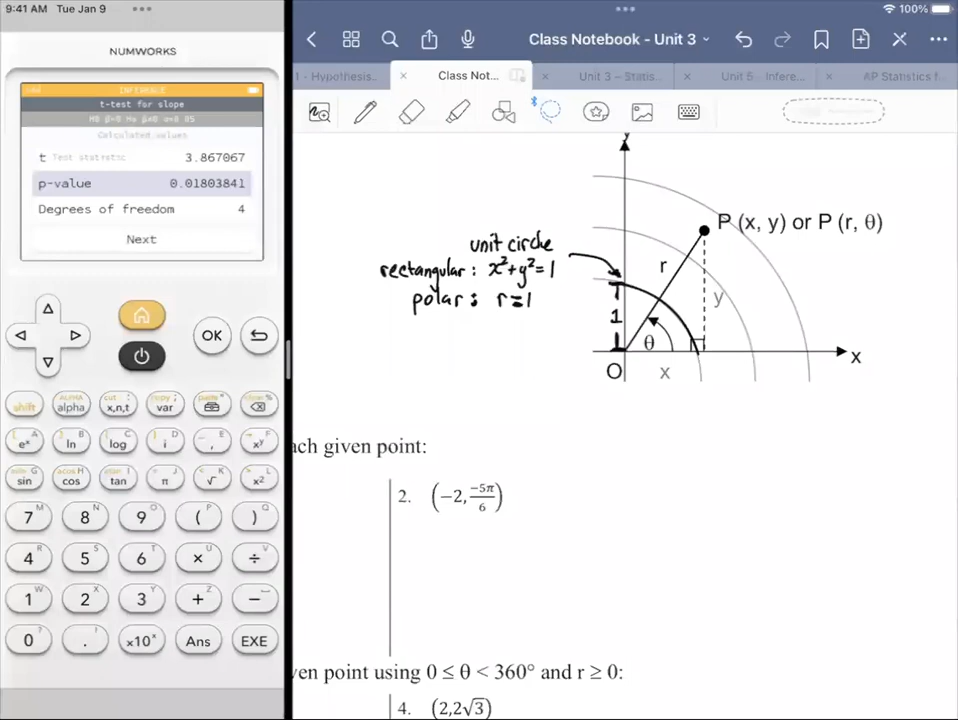 9:41 AM Tue Jan 9
100%
NUMWORKS
t-test for slope
Calculated values
t Test statistic 3.867067
p-value 0.01803841
Degrees of freedom 4
Next
OK
shift
alpha
x,n,t
var
eˣ ln log i , xʸ
sin cos tan π √ x²
7 8 9 ( )
4 5 6 × ÷
1 2 3 + −
0 . ×10ˣ Ans EXE
Class Notebook - Unit 3
1 - Hypothesis...
Class Not...
Unit 3 – Statis...
Unit 5 - Infere...
AP Statistics f...
y
P (x, y) or P (r, θ)
unit circle
rectangular : x²+y²=1
polar : r=1
r
y
1
θ
x
O
x
ach given point:
2. (−2, −5π/6)
ven point using 0 ≤ θ < 360° and r ≥ 0:
4. (2,2√3)